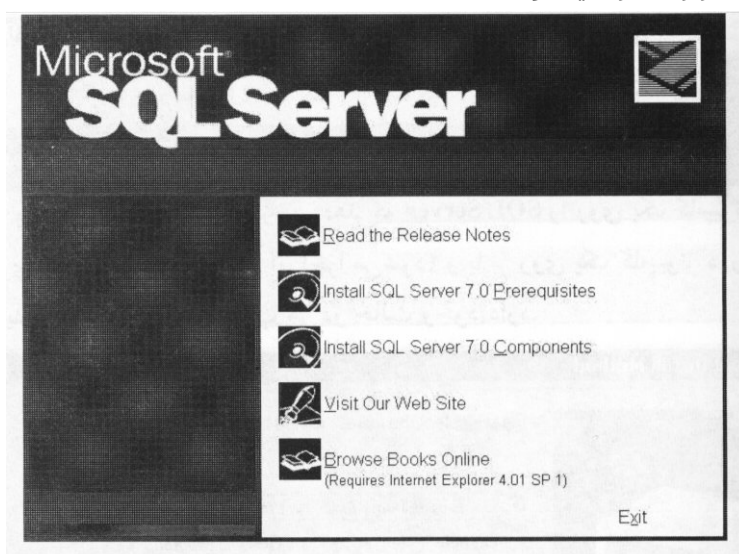 Microsoft®
SQL Server
Read the Release Notes
Install SQL Server 7.0 Prerequisites
Install SQL Server 7.0 Components
Visit Our Web Site
Browse Books Online
(Requires Internet Explorer 4.01 SP 1)
Exit